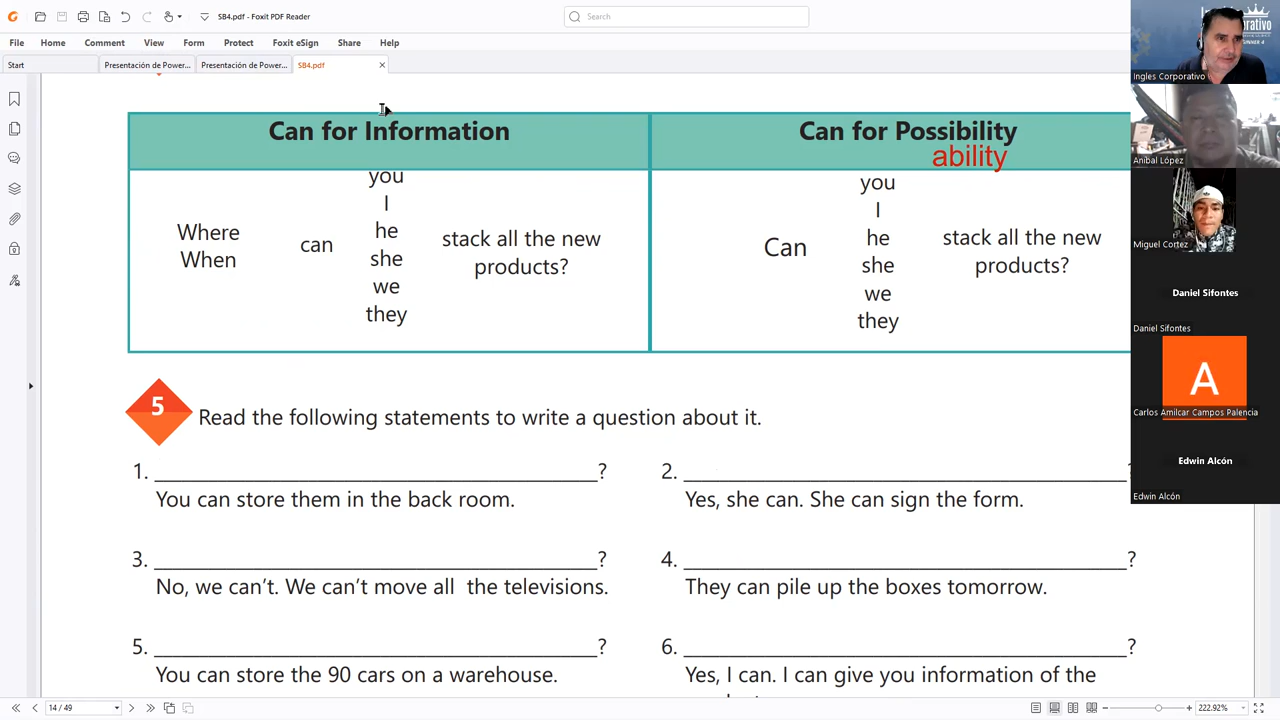 SB4.pdf - Foxit PDF Reader
Search
File Home Comment View Form Protect Foxit eSign Share Help
Start
Presentación de Power...
Presentación de Power...
SB4.pdf
Can for Information
Can for Possibility
ability
Where
When
can
you
I
he
she
we
they
stack all the new
products?
Can
you
I
he
she
we
they
stack all the new
products?
5
Read the following statements to write a question about it.
1. ________________________________________?
You can store them in the back room.
2. ________________________________________?
Yes, she can. She can sign the form.
3. ________________________________________?
No, we can't. We can't move all the televisions.
4. ________________________________________?
They can pile up the boxes tomorrow.
5. ________________________________________?
You can store the 90 cars on a warehouse.
6. ________________________________________?
Yes, I can. I can give you information of the
14 / 49
222.92%
Ingles Corporativo
Anibal López
Miguel Cortez
Daniel Sifontes
Daniel Sifontes
A
Carlos Amilcar Campos Palencia
Edwin Alcón
Edwin Alcón